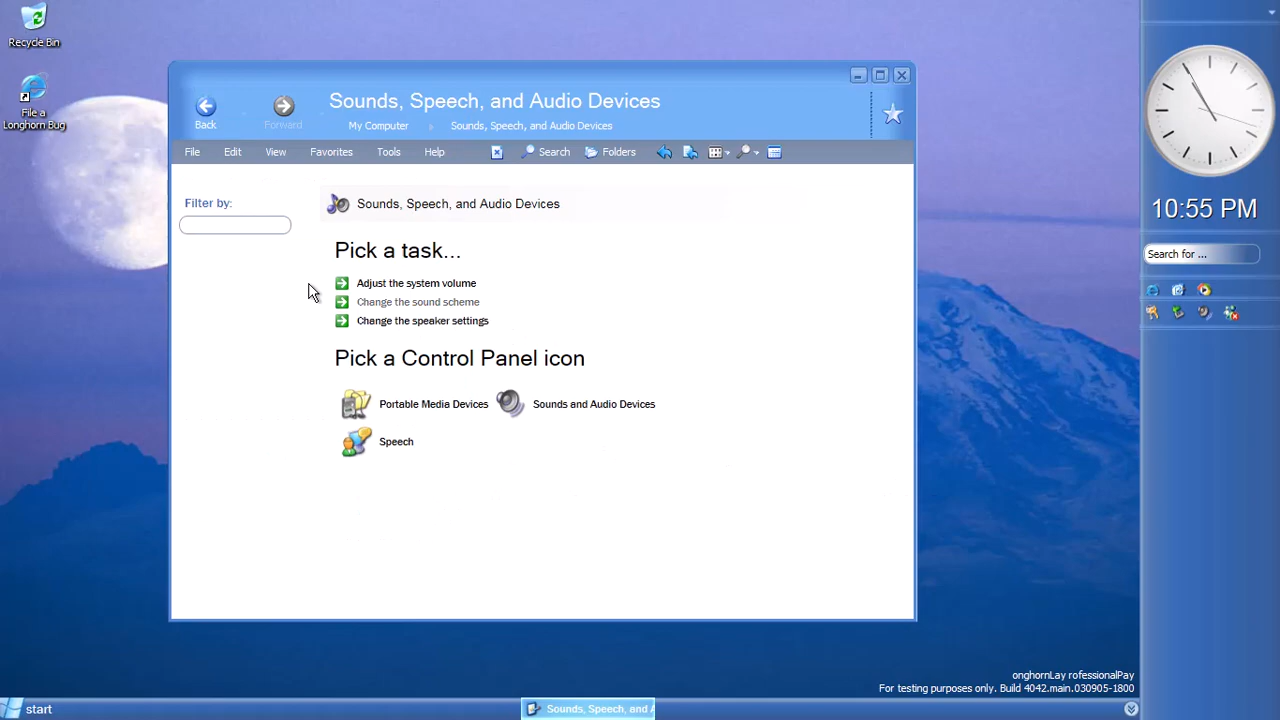 Recycle Bin
File a
Longhorn Bug
Sounds, Speech, and Audio Devices
Back
Forward
My Computer
Sounds, Speech, and Audio Devices
File
Edit
View
Favorites
Tools
Help
Search
Folders
Filter by:
Sounds, Speech, and Audio Devices
Pick a task...
Adjust the system volume
Change the sound scheme
Change the speaker settings
Pick a Control Panel icon
Portable Media Devices
Sounds and Audio Devices
Speech
10:55 PM
Search for ...
onghornLay rofessionalPay
For testing purposes only. Build 4042.main.030905-1800
start
Sounds, Speech, and A